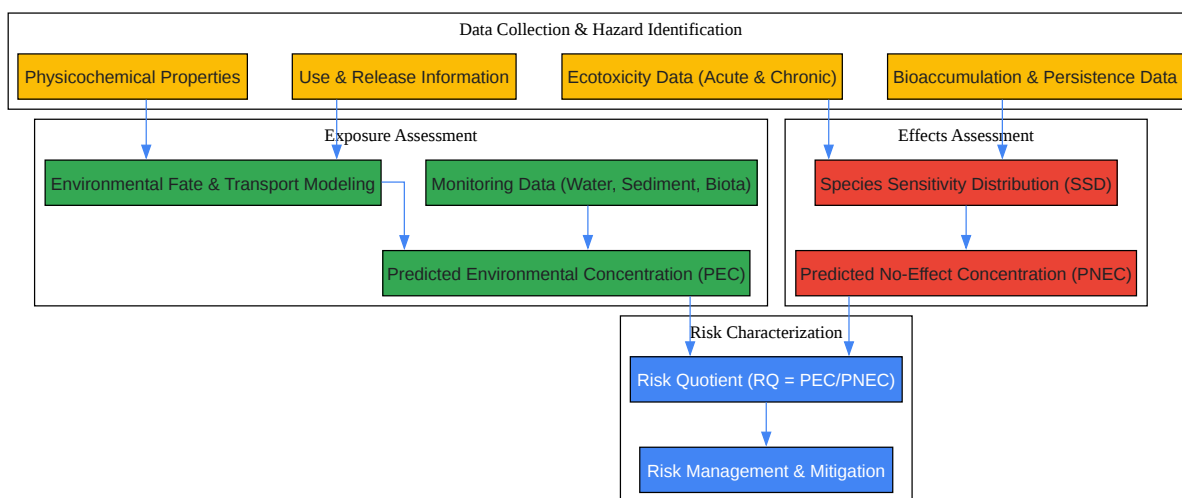 Data Collection & Hazard Identification
Physicochemical Properties
Use & Release Information
Ecotoxicity Data (Acute & Chronic)
Bioaccumulation & Persistence Data
Exposure Assessment
Effects Assessment
Environmental Fate & Transport Modeling
Monitoring Data (Water, Sediment, Biota)
Species Sensitivity Distribution (SSD)
Predicted Environmental Concentration (PEC)
Predicted No-Effect Concentration (PNEC)
Risk Characterization
Risk Quotient (RQ = PEC/PNEC)
Risk Management & Mitigation